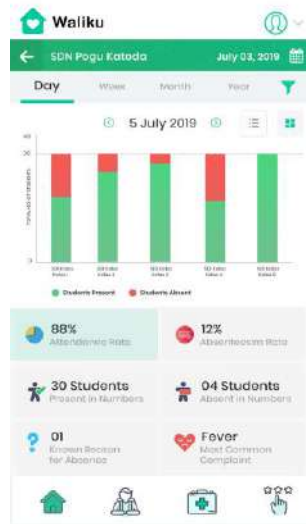 Waliku
SDN Pogu Katoda
July 03, 2019
Day
Week
Month
Year
5 July 2019
Students Present
Students Absent
88%
Attendance Rate
12%
Absenteeism Rate
30 Students
Present in Numbers
04 Students
Absent in Numbers
01
Known Reason
for Absence
Fever
Most Common
Complaint